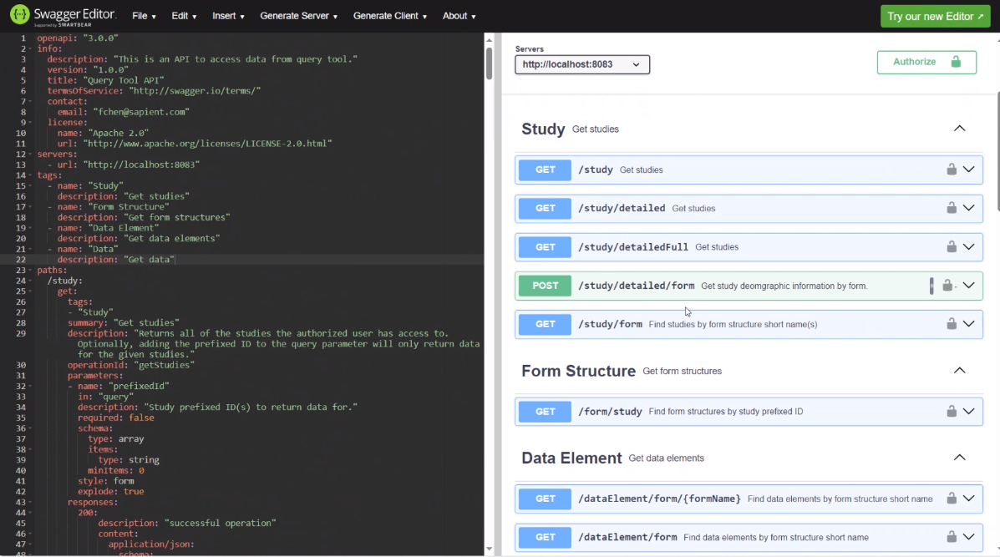 Swagger Editor.
Supported by SMARTBEAR
File Edit Insert Generate Server Generate Client About
Try our new Editor ↗
1 openapi: "3.0.0"
2 info:
3 description: "This is an API to access data from query tool."
4 version: "1.0.0"
5 title: "Query Tool API"
6 termsOfService: "http://swagger.io/terms/"
7 contact:
8 email: "fchen@sapient.com"
9 license:
10 name: "Apache 2.0"
11 url: "http://www.apache.org/licenses/LICENSE-2.0.html"
12 servers:
13 - url: "http://localhost:8083"
14 tags:
15 - name: "Study"
16 description: "Get studies"
17 - name: "Form Structure"
18 description: "Get form structures"
19 - name: "Data Element"
20 description: "Get data elements"
21 - name: "Data"
22 description: "Get data"
23 paths:
24 /study:
25 get:
26 tags:
27 - "Study"
28 summary: "Get studies"
29 description: "Returns all of the studies the authorized user has access to.
Optionally, adding the prefixed ID to the query parameter will only return data
for the given studies."
30 operationId: "getStudies"
31 parameters:
32 - name: "prefixedId"
33 in: "query"
34 description: "Study prefixed ID(s) to return data for."
35 required: false
36 schema:
37 type: array
38 items:
39 type: string
40 minItems: 0
41 style: form
42 explode: true
43 responses:
44 200:
45 description: "successful operation"
46 content:
47 application/json:
48 schema:
Servers
http://localhost:8083
Authorize
Study Get studies
GET /study Get studies
GET /study/detailed Get studies
GET /study/detailedFull Get studies
POST /study/detailed/form Get study deomgraphic information by form.
GET /study/form Find studies by form structure short name(s)
Form Structure Get form structures
GET /form/study Find form structures by study prefixed ID
Data Element Get data elements
GET /dataElement/form/{formName} Find data elements by form structure short name
GET /dataElement/form Find data elements by form structure short name